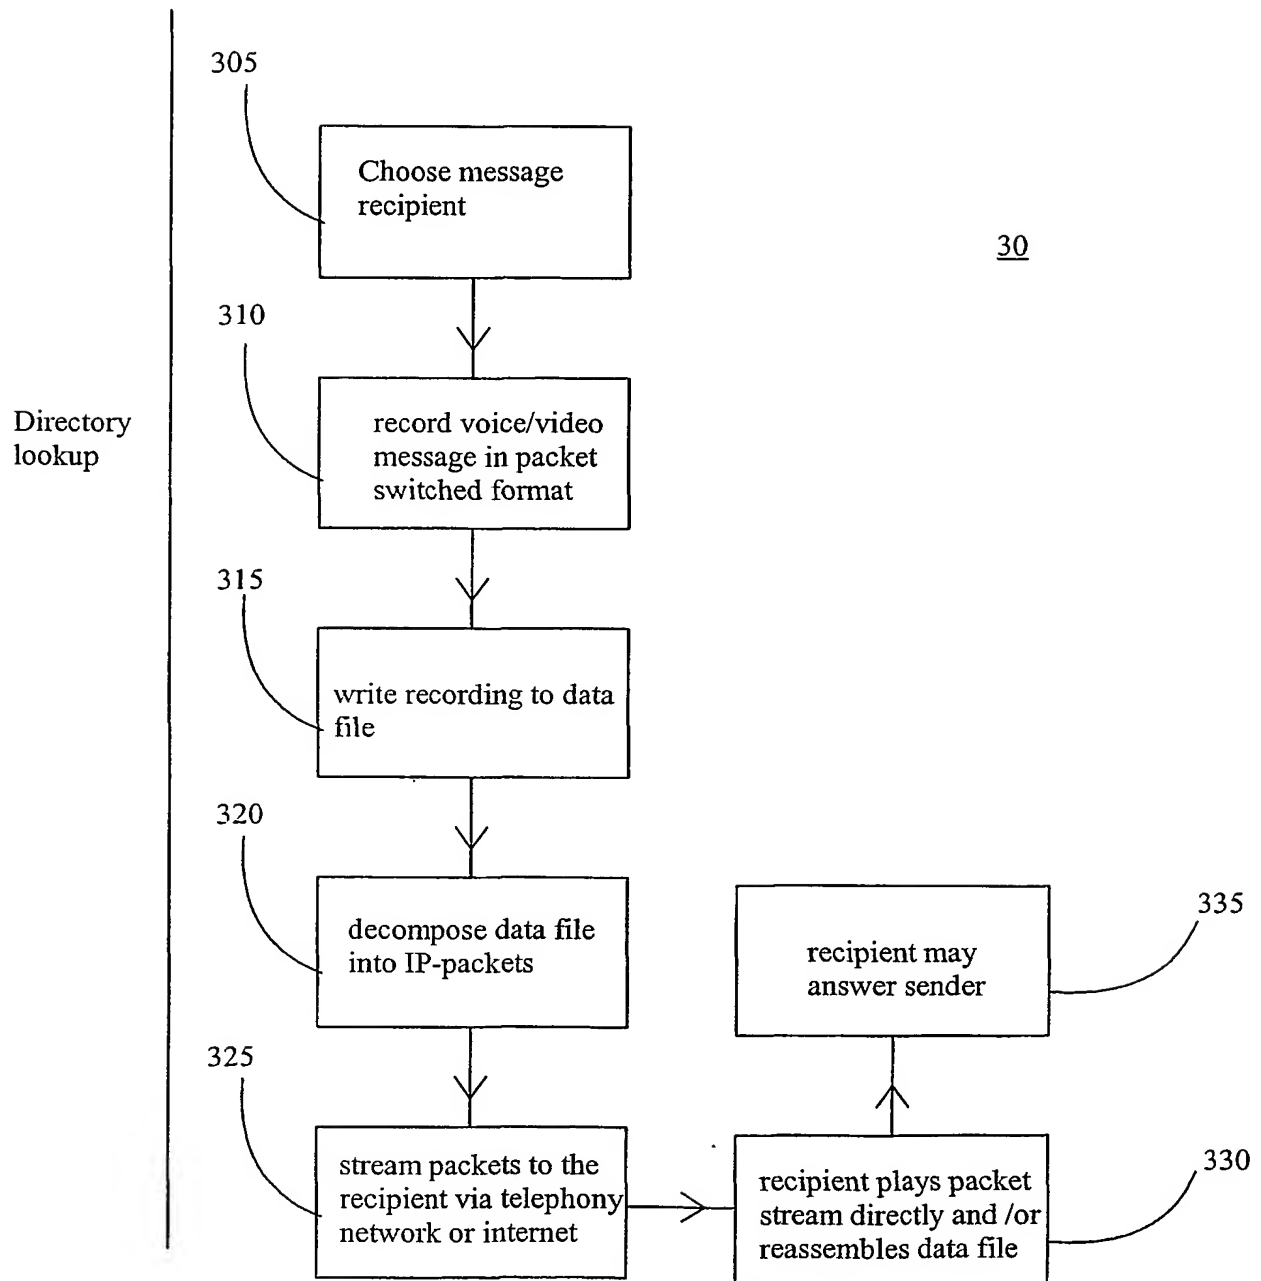 305
Choose message
recipient
30
310
record voice/video
message in packet
switched format
Directory
lookup
315
write recording to data
file
320
decompose data file
into IP-packets
335
recipient may
answer sender
325
stream packets to the
recipient via telephony
network or internet
330
recipient plays packet
stream directly and /or
reassembles data file